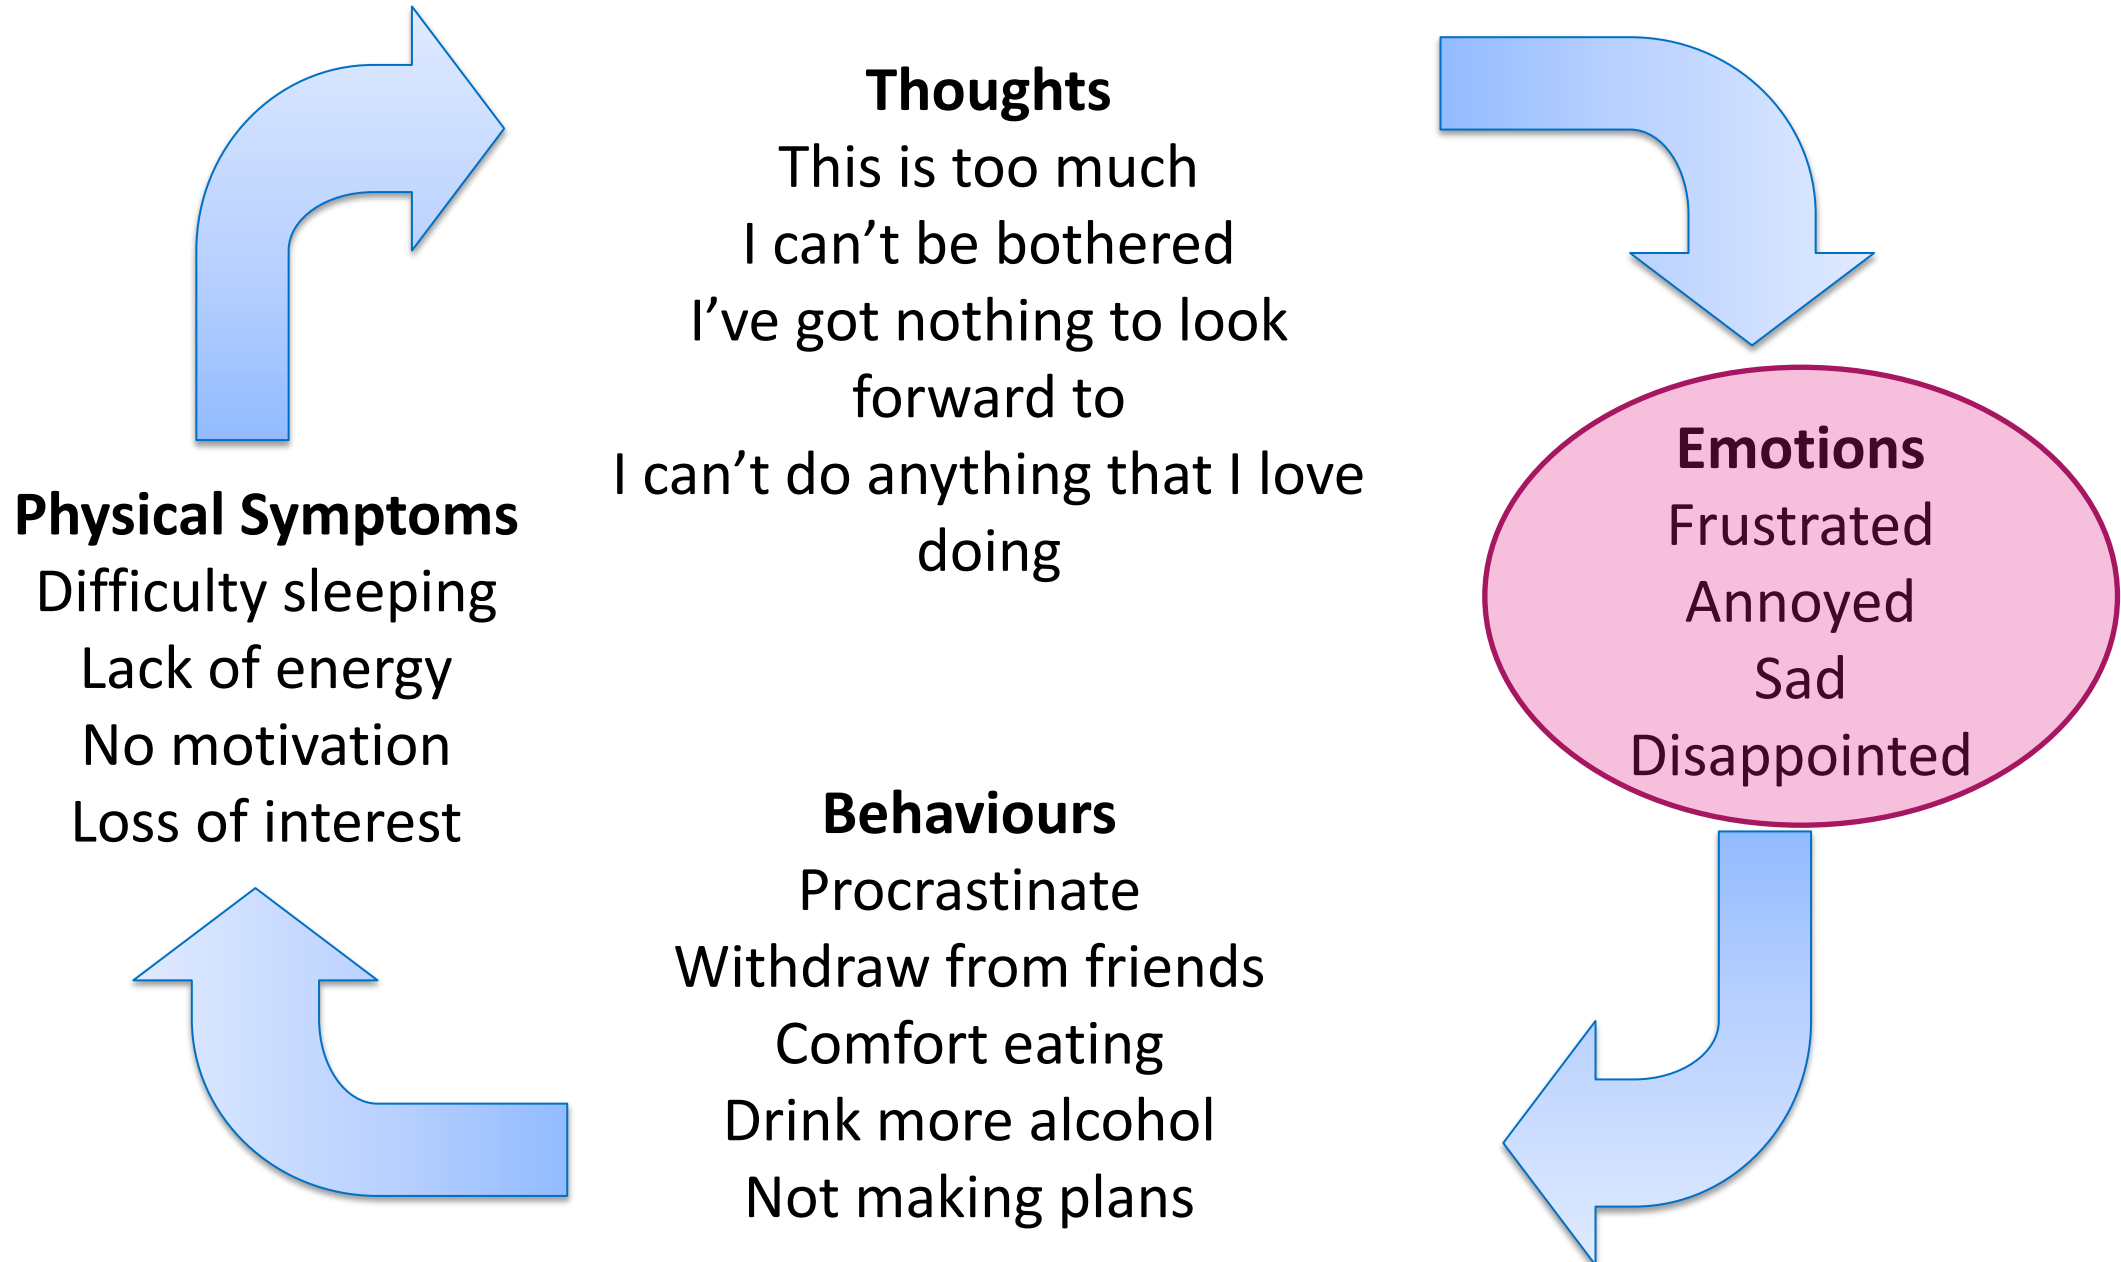 Thoughts
This is too much
I can’t be bothered
I’ve got nothing to look
forward to
I can’t do anything that I love
doing
Emotions
Frustrated
Annoyed
Sad
Disappointed
Behaviours
Procrastinate
Withdraw from friends
Comfort eating
Drink more alcohol
Not making plans
Physical Symptoms
Difficulty sleeping
Lack of energy
No motivation
Loss of interest